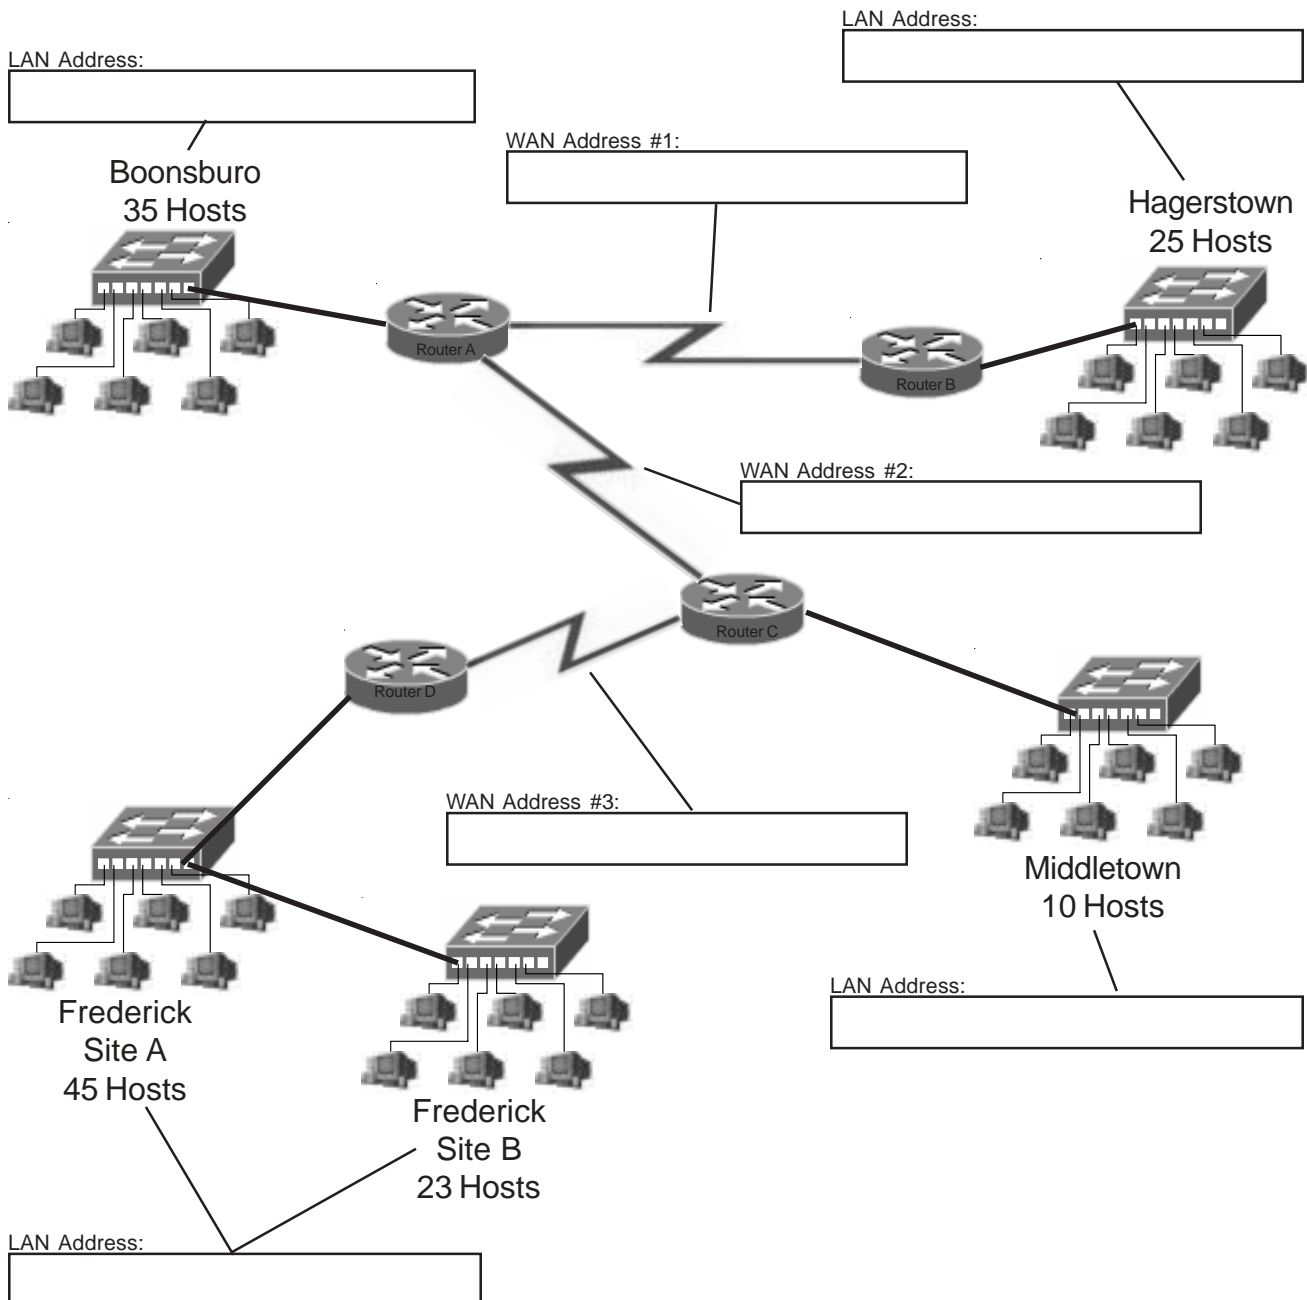 LAN Address:
LAN Address:
WAN Address #1:
Boonsburo
35 Hosts
Hagerstown
25 Hosts
Router A
Router B
WAN Address #2:
Router C
Router D
WAN Address #3:
Middletown
10 Hosts
LAN Address:
Frederick
Site A
45 Hosts
Frederick
Site B
23 Hosts
LAN Address: